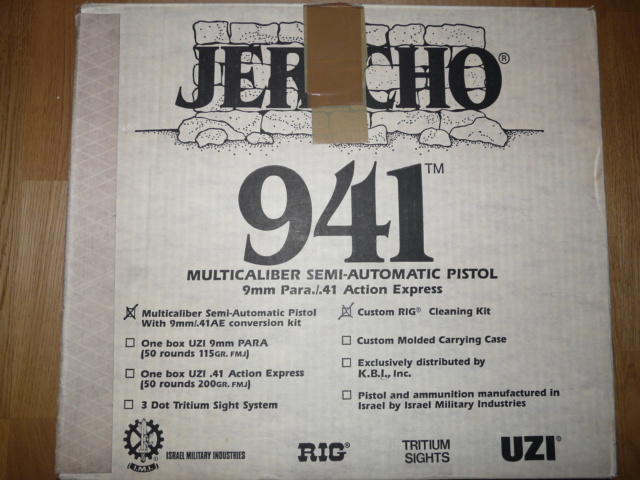 JERICHO®
941™
MULTICALIBER SEMI-AUTOMATIC PISTOL
9mm Para./.41 Action Express
Multicaliber Semi-Automatic Pistol
With 9mm/.41AE conversion kit
One box UZI 9mm PARA
(50 rounds 115GR. FMJ)
One box UZI .41 Action Express
(50 rounds 200GR. FMJ)
3 Dot Tritium Sight System
Custom RIG® Cleaning Kit
Custom Molded Carrying Case
Exclusively distributed by
K.B.I., Inc.
Pistol and ammunition manufactured in
Israel by Israel Military Industries
I.M.I.
ISRAEL MILITARY INDUSTRIES
RIG®
TRITIUM
SIGHTS
UZI®